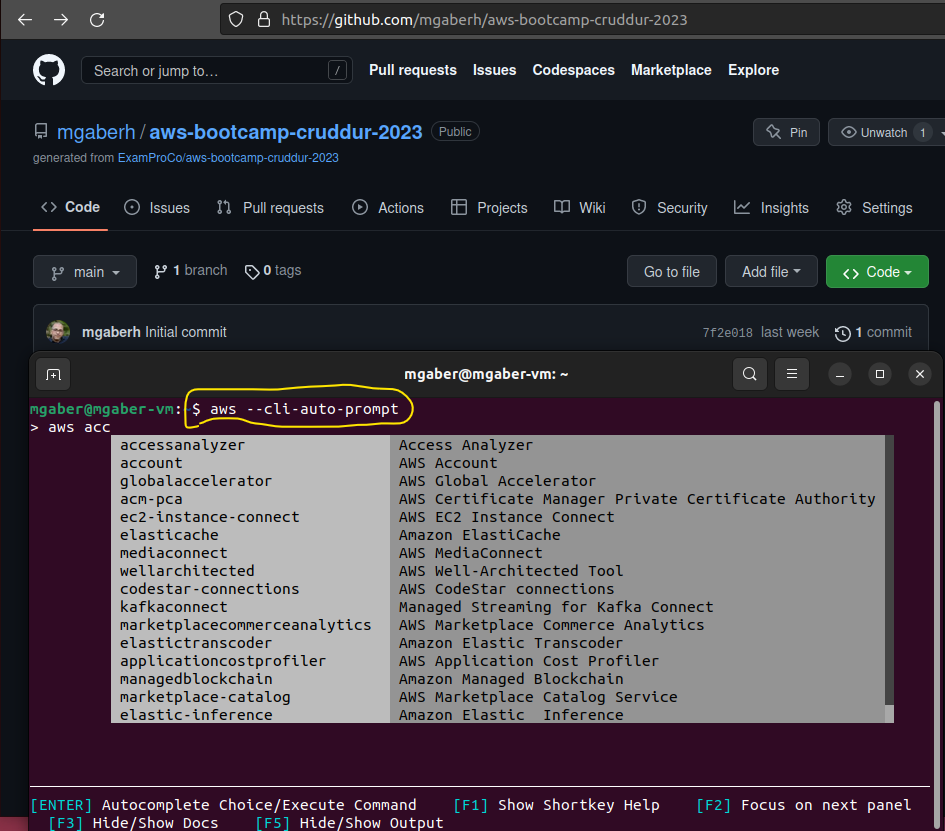 https://github.com/mgaberh/aws-bootcamp-cruddur-2023
Search or jump to… / Pull requests Issues Codespaces Marketplace Explore
mgaberh / aws-bootcamp-cruddur-2023 Public Pin Unwatch 1
generated from ExamProCo/aws-bootcamp-cruddur-2023
<> Code Issues Pull requests Actions Projects Wiki Security Insights Settings
main 1 branch 0 tags Go to file Add file <> Code
mgaberh Initial commit 7f2e018 last week 1 commit
mgaber@mgaber-vm: ~
mgaber@mgaber-vm:~$ aws --cli-auto-prompt
> aws acc
accessanalyzer Access Analyzer
account AWS Account
globalaccelerator AWS Global Accelerator
acm-pca AWS Certificate Manager Private Certificate Authority
ec2-instance-connect AWS EC2 Instance Connect
elasticache Amazon ElastiCache
mediaconnect AWS MediaConnect
wellarchitected AWS Well-Architected Tool
codestar-connections AWS CodeStar connections
kafkaconnect Managed Streaming for Kafka Connect
marketplacecommerceanalytics AWS Marketplace Commerce Analytics
elastictranscoder Amazon Elastic Transcoder
applicationcostprofiler AWS Application Cost Profiler
managedblockchain Amazon Managed Blockchain
marketplace-catalog AWS Marketplace Catalog Service
elastic-inference Amazon Elastic  Inference
[ENTER] Autocomplete Choice/Execute Command [F1] Show Shortkey Help [F2] Focus on next panel
[F3] Hide/Show Docs [F5] Hide/Show Output